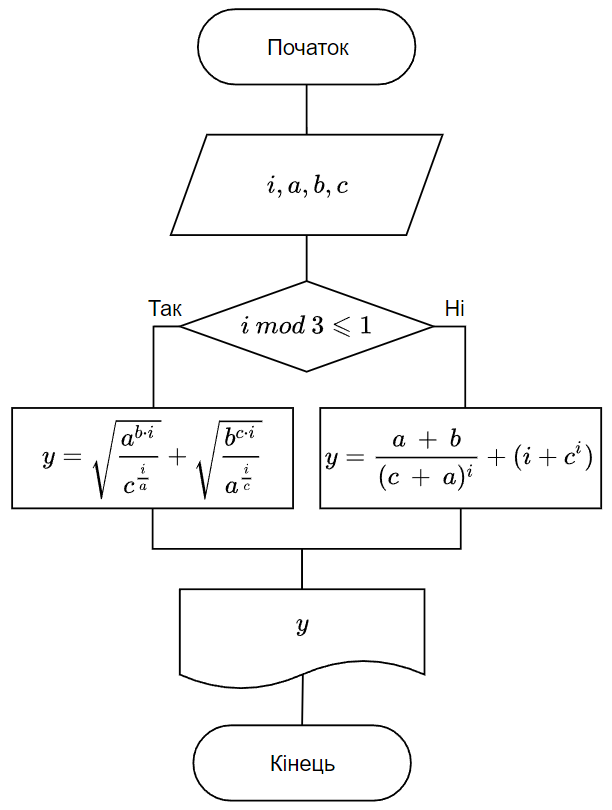 Початок
i, a, b, c
Так
Ні
i mod 3 ⩽ 1
y = √(a^(b·i) / c^(i/a)) + √(b^(c·i) / a^(i/c))
y = (a + b) / (c + a)^i + (i + c^i)
y
Кінець